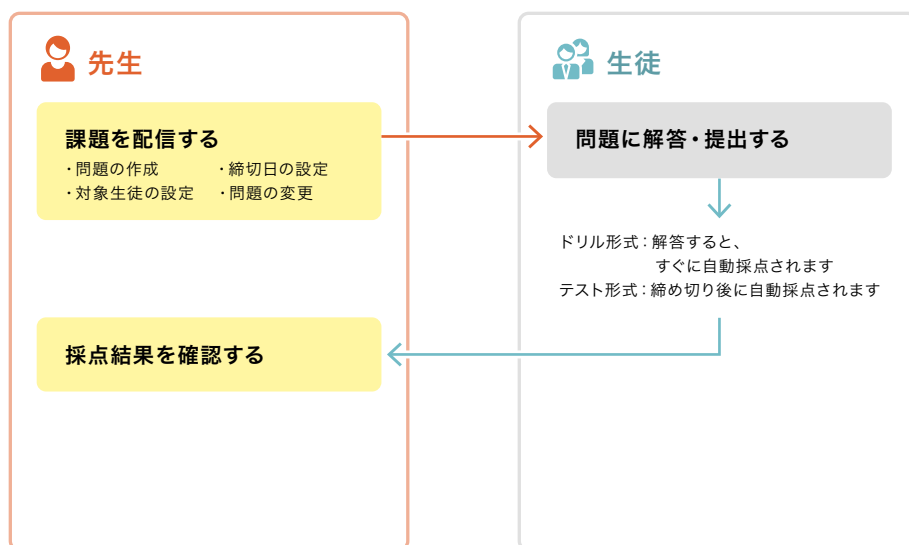 先生
課題を配信する
・問題の作成 ・締切日の設定
・対象生徒の設定 ・問題の変更
採点結果を確認する
生徒
問題に解答・提出する
ドリル形式：解答すると、
すぐに自動採点されます
テスト形式：締め切り後に自動採点されます